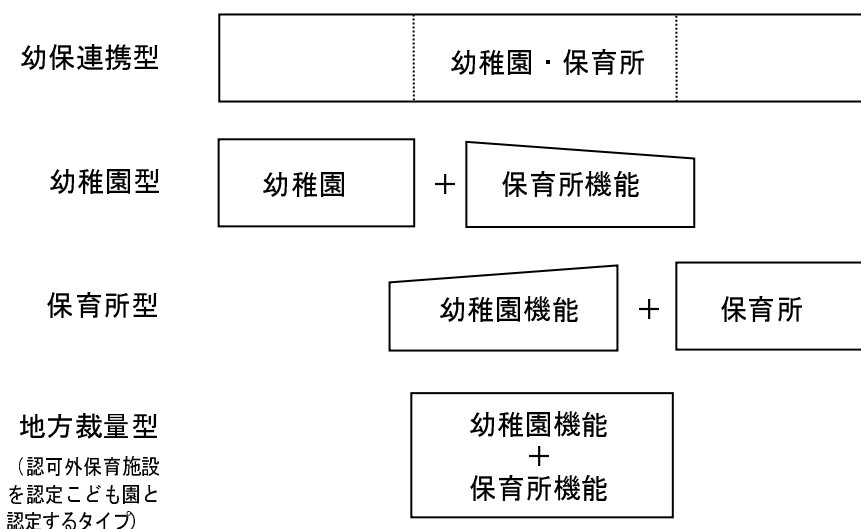 幼保連携型
幼稚園・保育所
幼稚園型
幼稚園
+
保育所機能
保育所型
幼稚園機能
+
保育所
地方裁量型
（認可外保育施設
を認定こども園と
認定するタイプ）
幼稚園機能
+
保育所機能